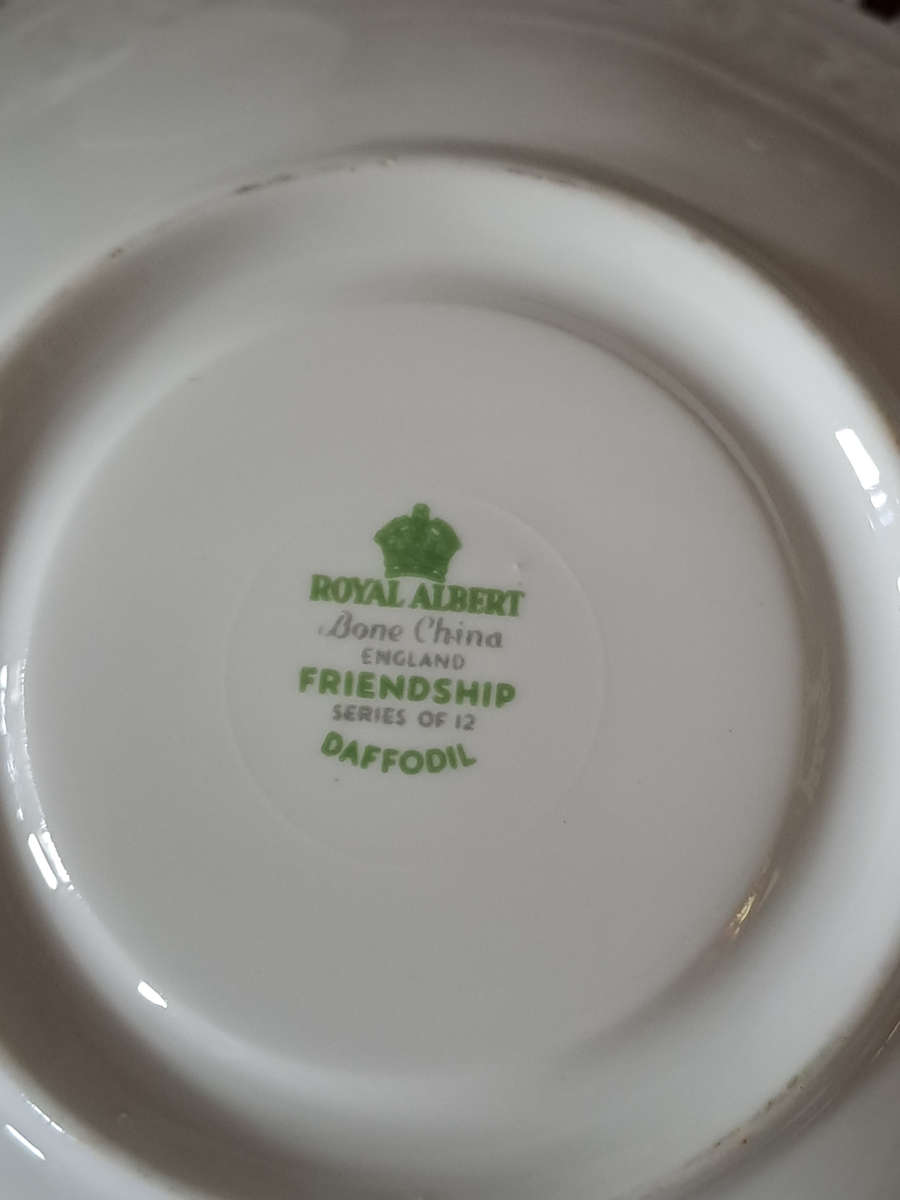 ROYAL ALBERT
Bone China
ENGLAND
FRIENDSHIP
SERIES OF 12
DAFFODIL